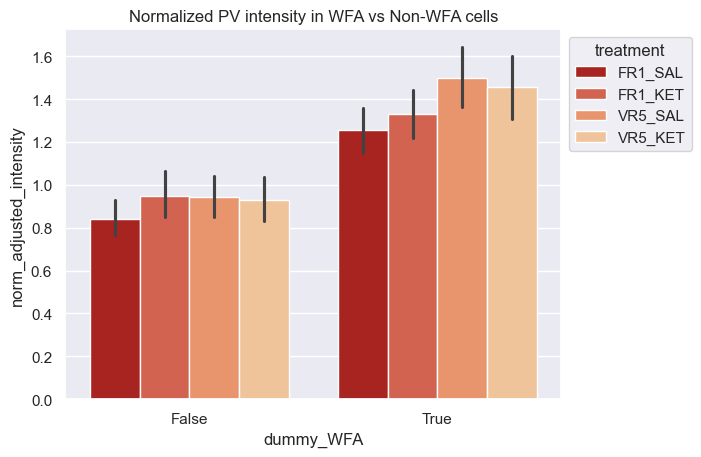 Normalized PV intensity in WFA vs Non-WFA cells
norm_adjusted_intensity
1.6
1.4
1.2
1.0
0.8
0.6
0.4
0.2
0.0
False
True
dummy_WFA
treatment
FR1_SAL
FR1_KET
VR5_SAL
VR5_KET